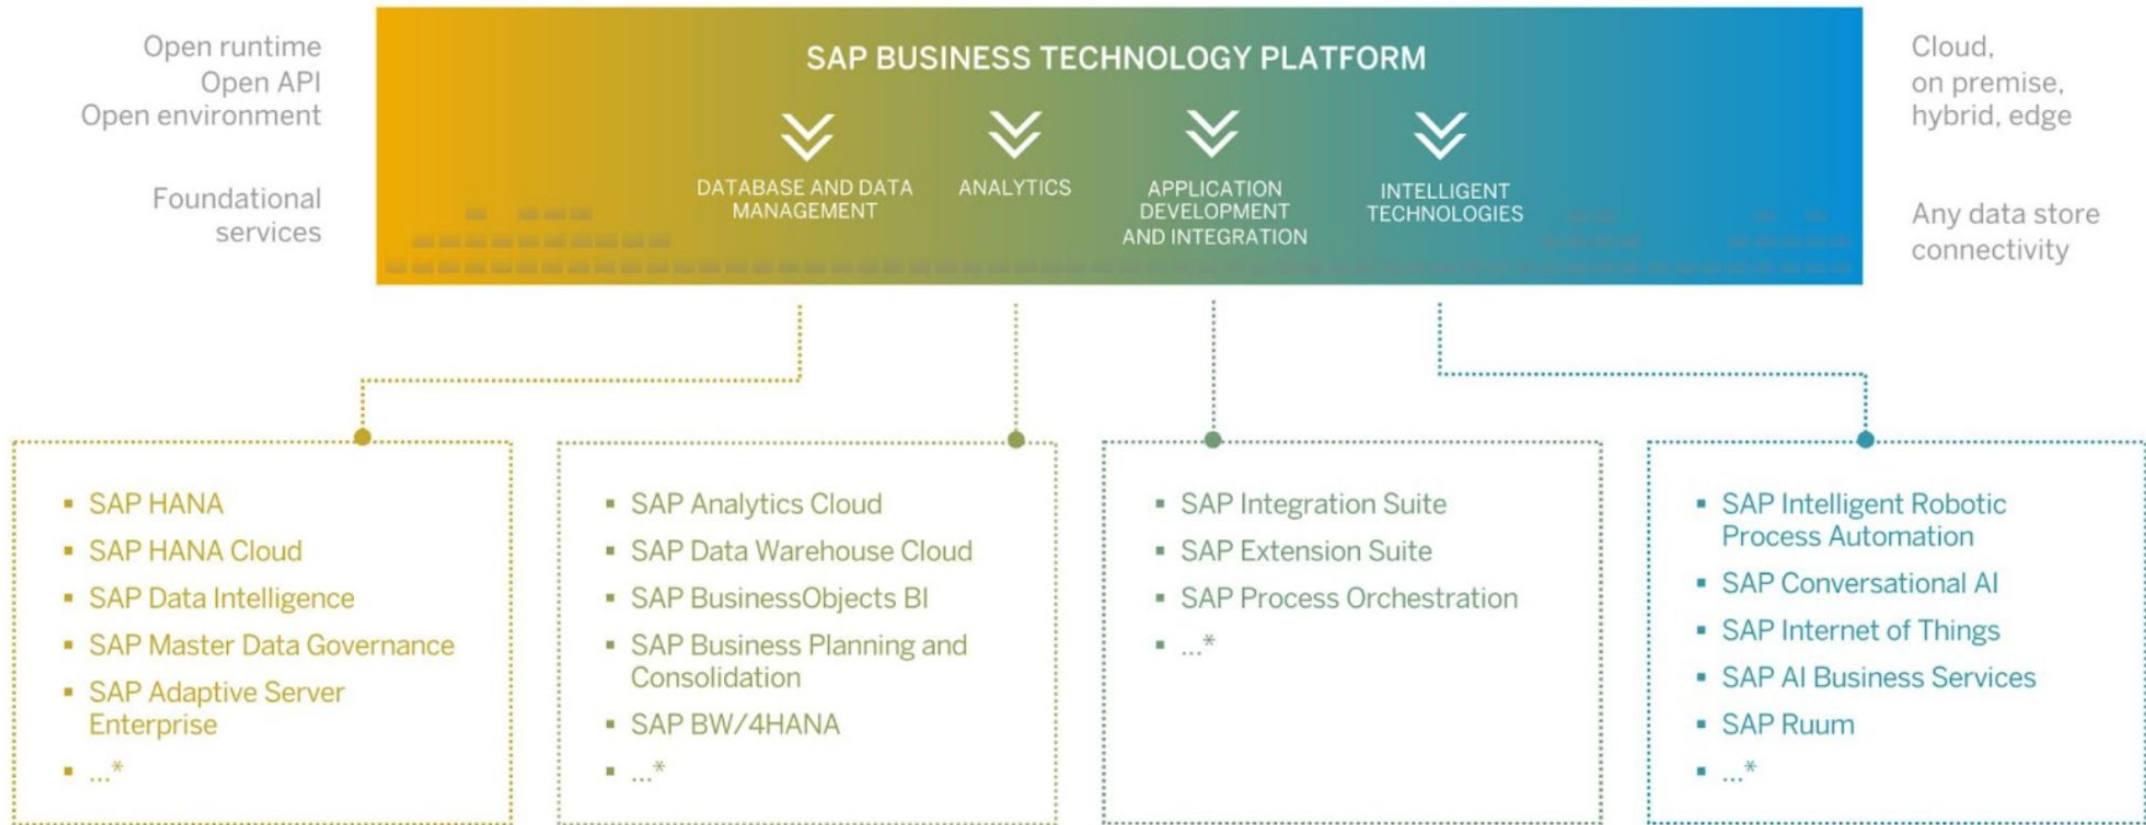 Open runtime
Open API
Open environment
Foundational
services
SAP BUSINESS TECHNOLOGY PLATFORM
DATABASE AND DATA
MANAGEMENT
ANALYTICS
APPLICATION
DEVELOPMENT
AND INTEGRATION
INTELLIGENT
TECHNOLOGIES
Cloud,
on premise,
hybrid, edge
Any data store
connectivity
▪ SAP HANA
▪ SAP HANA Cloud
▪ SAP Data Intelligence
▪ SAP Master Data Governance
▪ SAP Adaptive Server
Enterprise
▪ ...*
▪ SAP Analytics Cloud
▪ SAP Data Warehouse Cloud
▪ SAP BusinessObjects BI
▪ SAP Business Planning and
Consolidation
▪ SAP BW/4HANA
▪ ...*
▪ SAP Integration Suite
▪ SAP Extension Suite
▪ SAP Process Orchestration
▪ ...*
▪ SAP Intelligent Robotic
Process Automation
▪ SAP Conversational AI
▪ SAP Internet of Things
▪ SAP AI Business Services
▪ SAP Ruum
▪ ...*